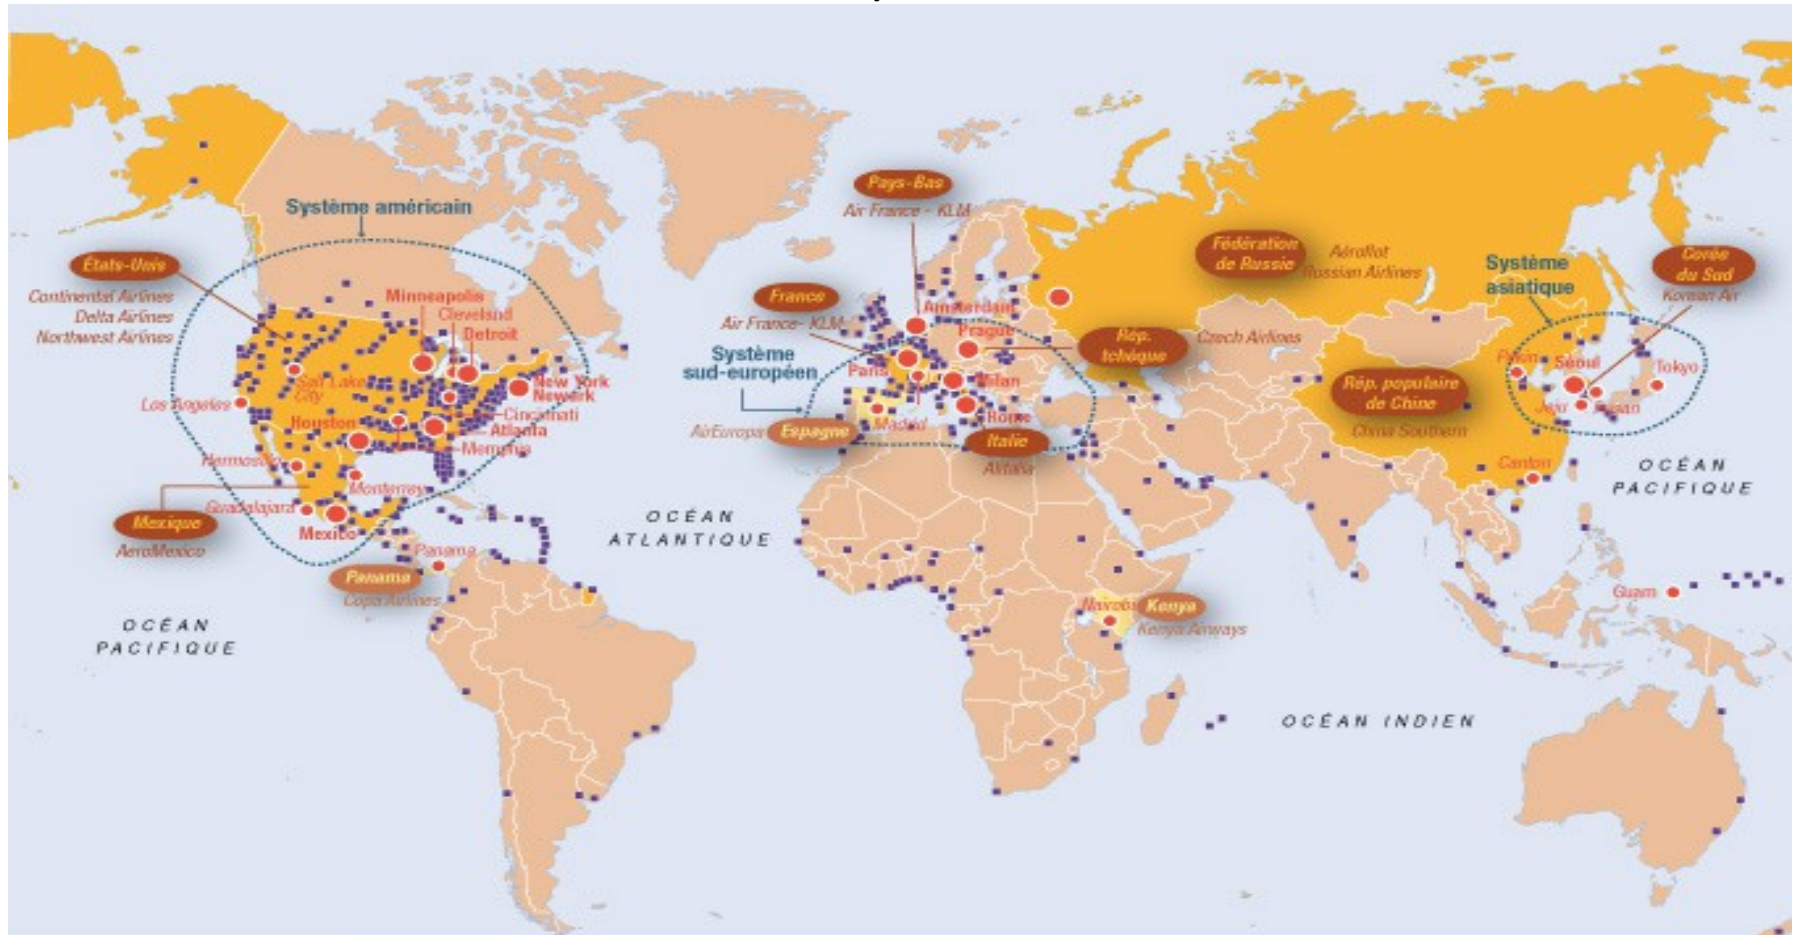 Système américain
États-Unis
Continental Airlines
Delta Airlines
Northwest Airlines
Minneapolis
Cleveland
Detroit
Salt Lake
City
New York
Newark
Los Angeles
Houston
Cincinnati
Atlanta
Memphis
Hermosillo
Monterrey
Guadalajara
Mexique
AeroMexico
Mexico
Panama
Panama
Copa Airlines
OCÉAN
PACIFIQUE
OCÉAN
ATLANTIQUE
Pays-Bas
Air France - KLM
France
Air France- KLM
Amsterdam
Prague
Rép.
tchèque
Czech Airlines
Système
sud-européen
Paris
Milan
Madrid
Rome
AirEuropa
Espagne
Italie
Alitalia
Fédération
de Russie
Aéroflot
Russian Airlines
Système
asiatique
Corée
du Sud
Korean Air
Pékin
Séoul
Tokyo
Jeju
Pusan
Rép. populaire
de Chine
China Southern
Canton
OCÉAN
PACIFIQUE
Guam
Nairobi
Kenya
Kenya Airways
OCÉAN INDIEN